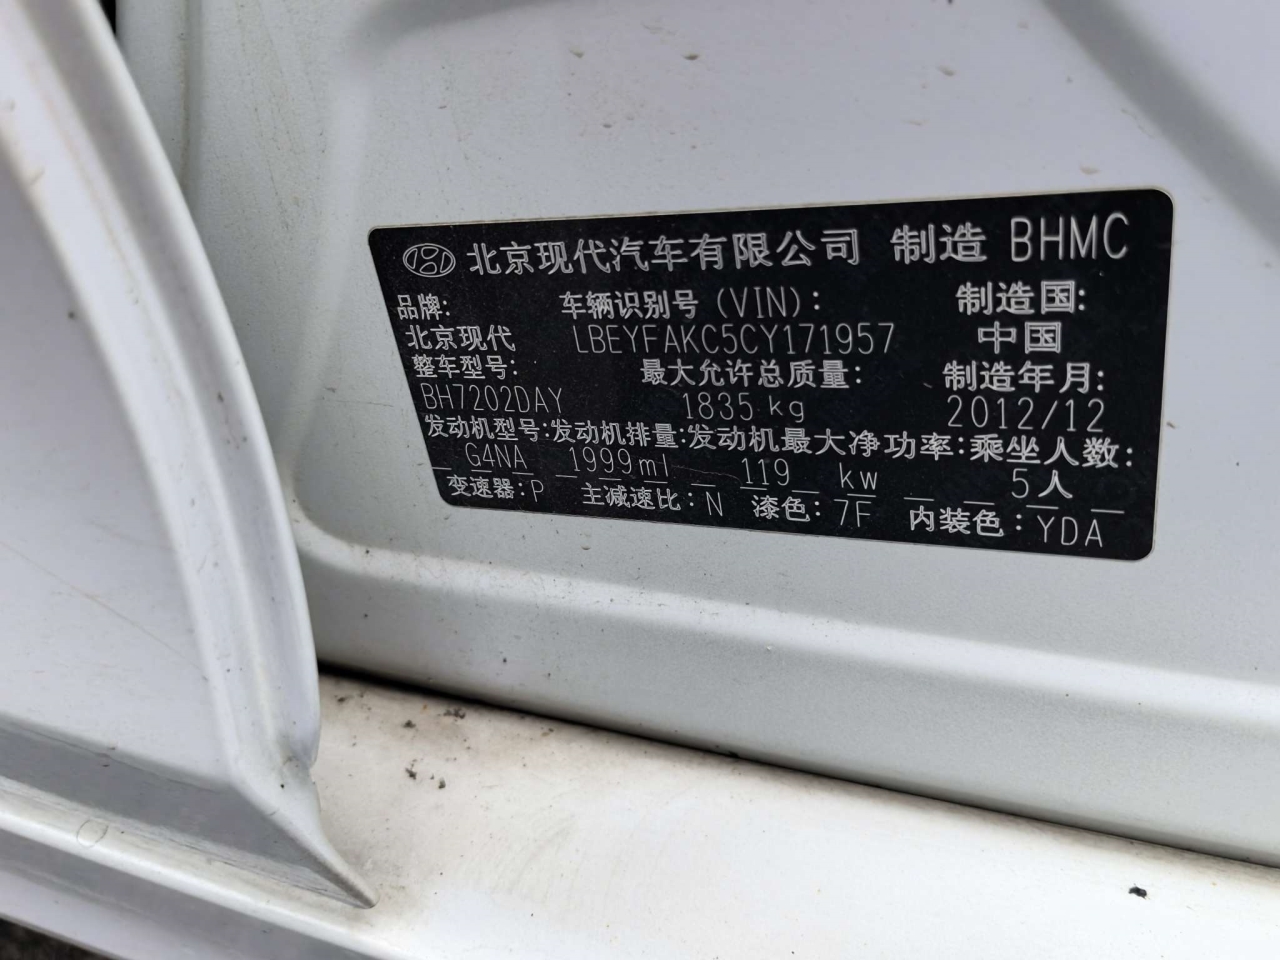 北京现代汽车有限公司 制造 BHMC
品牌: 车辆识别号 (VIN): 制造国:
北京现代 LBEYFAKC5CY171957 中国
整车型号: 最大允许总质量: 制造年月:
BH7202DAY 1835 kg 2012/12
发动机型号:发动机排量:发动机最大净功率:乘坐人数:
G4NA 1999ml 119 kw 5人
变速器:P 主减速比:N 漆色:7F 内装色:YDA